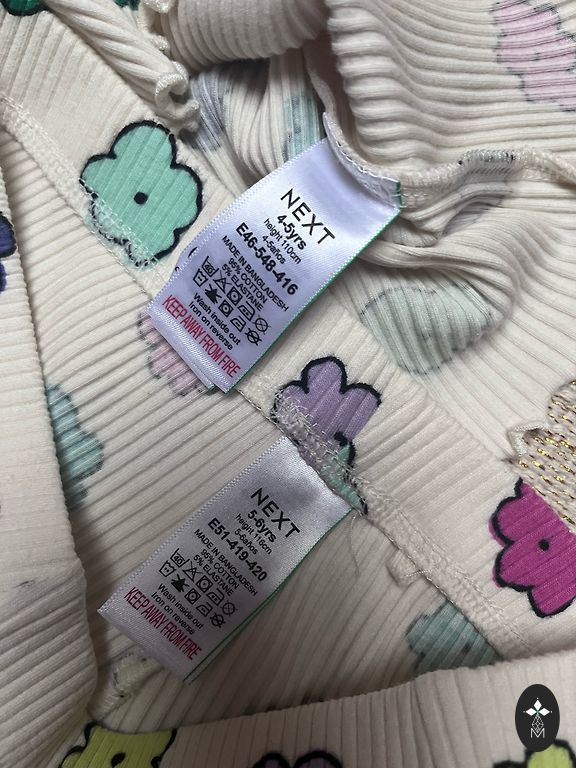 NEXT
4-5yrs
height 110cm
4-5años
E46-548-416
MADE IN BANGLADESH
95% COTTON
5% ELASTANE
Wash inside out
Iron on reverse
KEEP AWAY FROM FIRE
NEXT
5-6yrs
height 116cm
5-6años
E51-419-420
MADE IN BANGLADESH
95% COTTON
5% ELASTANE
Wash inside out
Iron on reverse
KEEP AWAY FROM FIRE
M